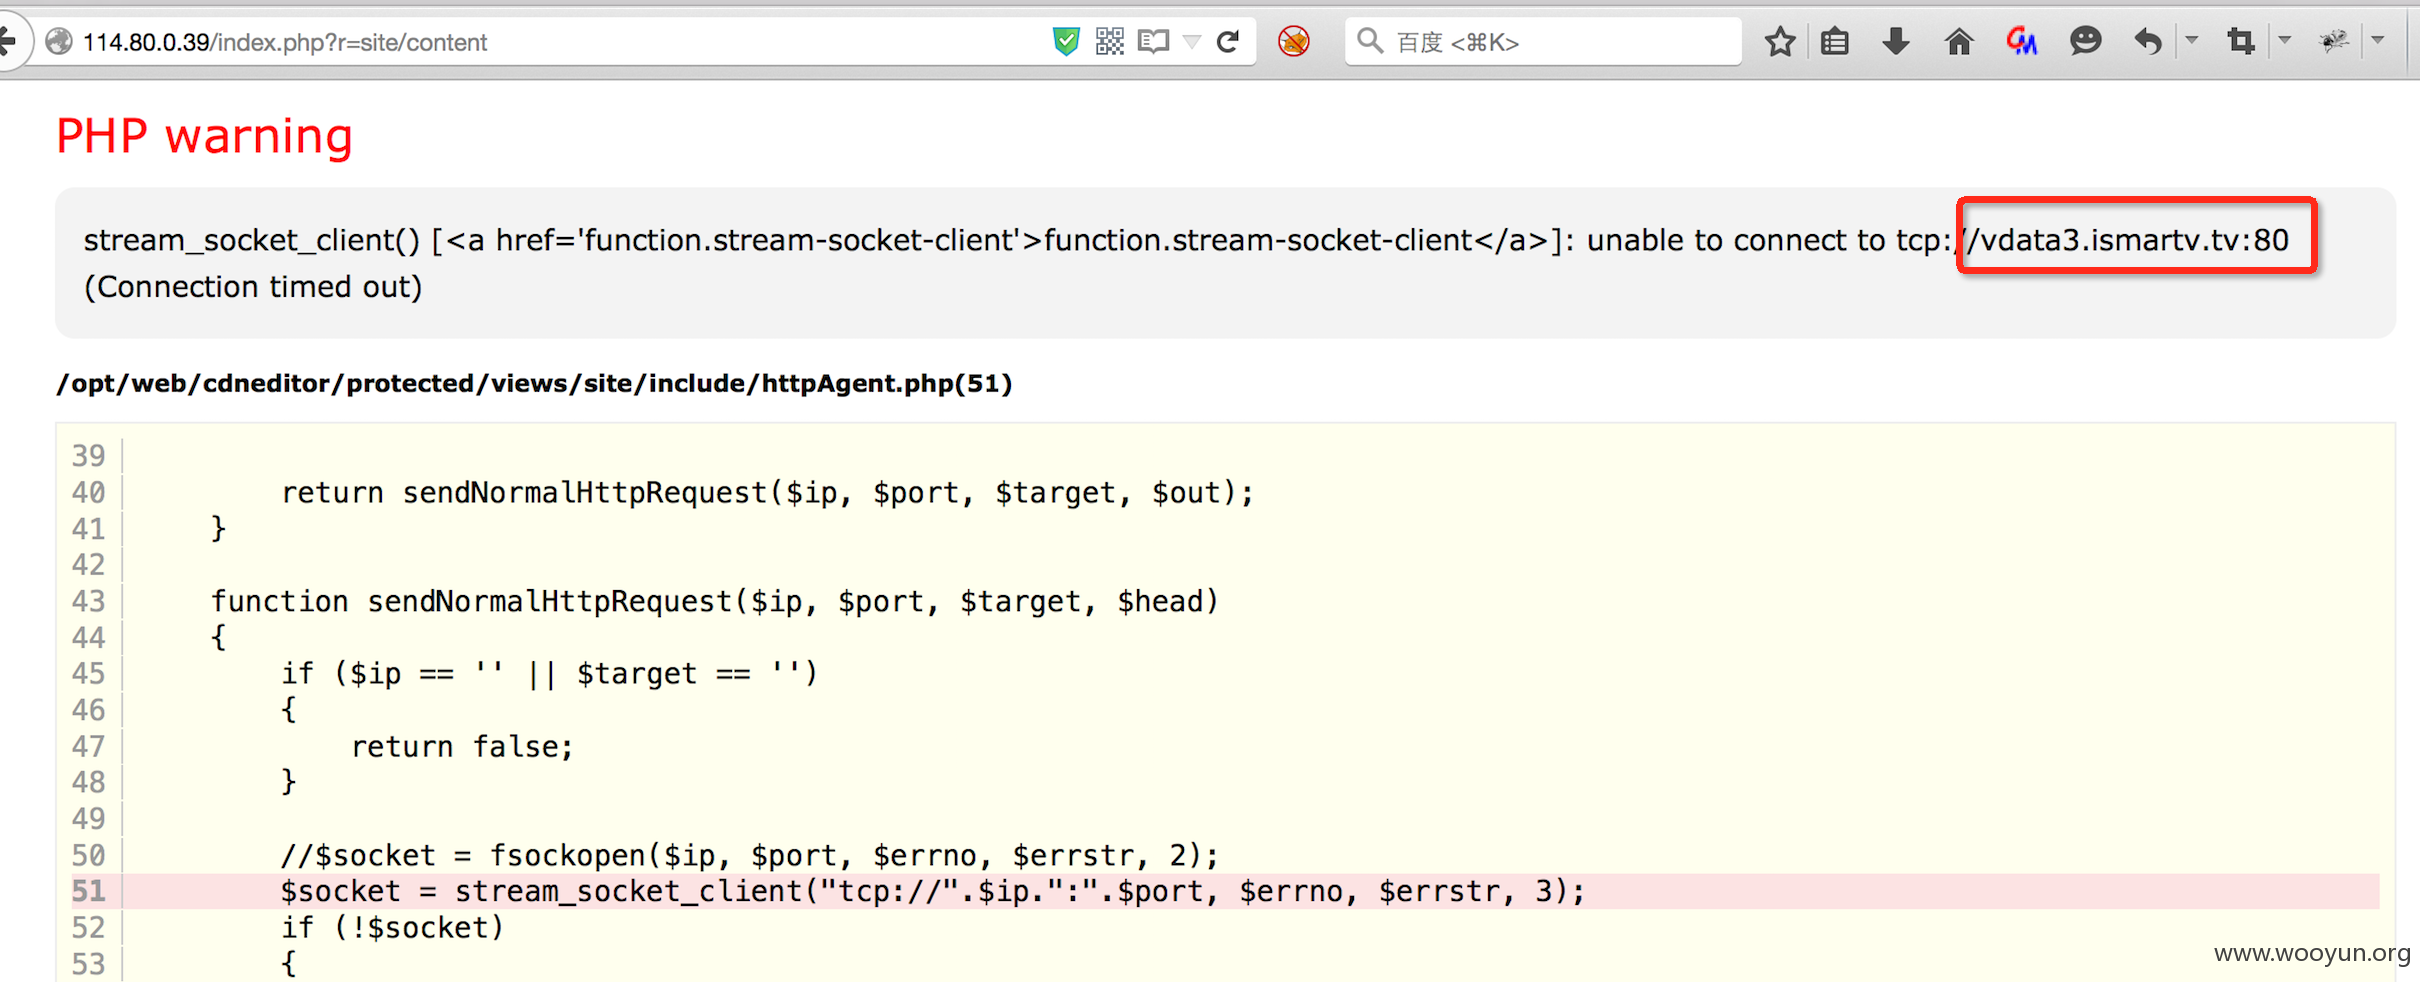 114.80.0.39/index.php?r=site/content
百度 <⌘K>
PHP warning
stream_socket_client() [<a href='function.stream-socket-client'>function.stream-socket-client</a>]: unable to connect to tcp://vdata3.ismartv.tv:80
(Connection timed out)
/opt/web/cdneditor/protected/views/site/include/httpAgent.php(51)
39
40 return sendNormalHttpRequest($ip, $port, $target, $out);
41 }
42
43 function sendNormalHttpRequest($ip, $port, $target, $head)
44 {
45 if ($ip == '' || $target == '')
46 {
47 return false;
48 }
49
50 //$socket = fsockopen($ip, $port, $errno, $errstr, 2);
51 $socket = stream_socket_client("tcp://".$ip.":".$port, $errno, $errstr, 3);
52 if (!$socket)
53 {
www.wooyun.org